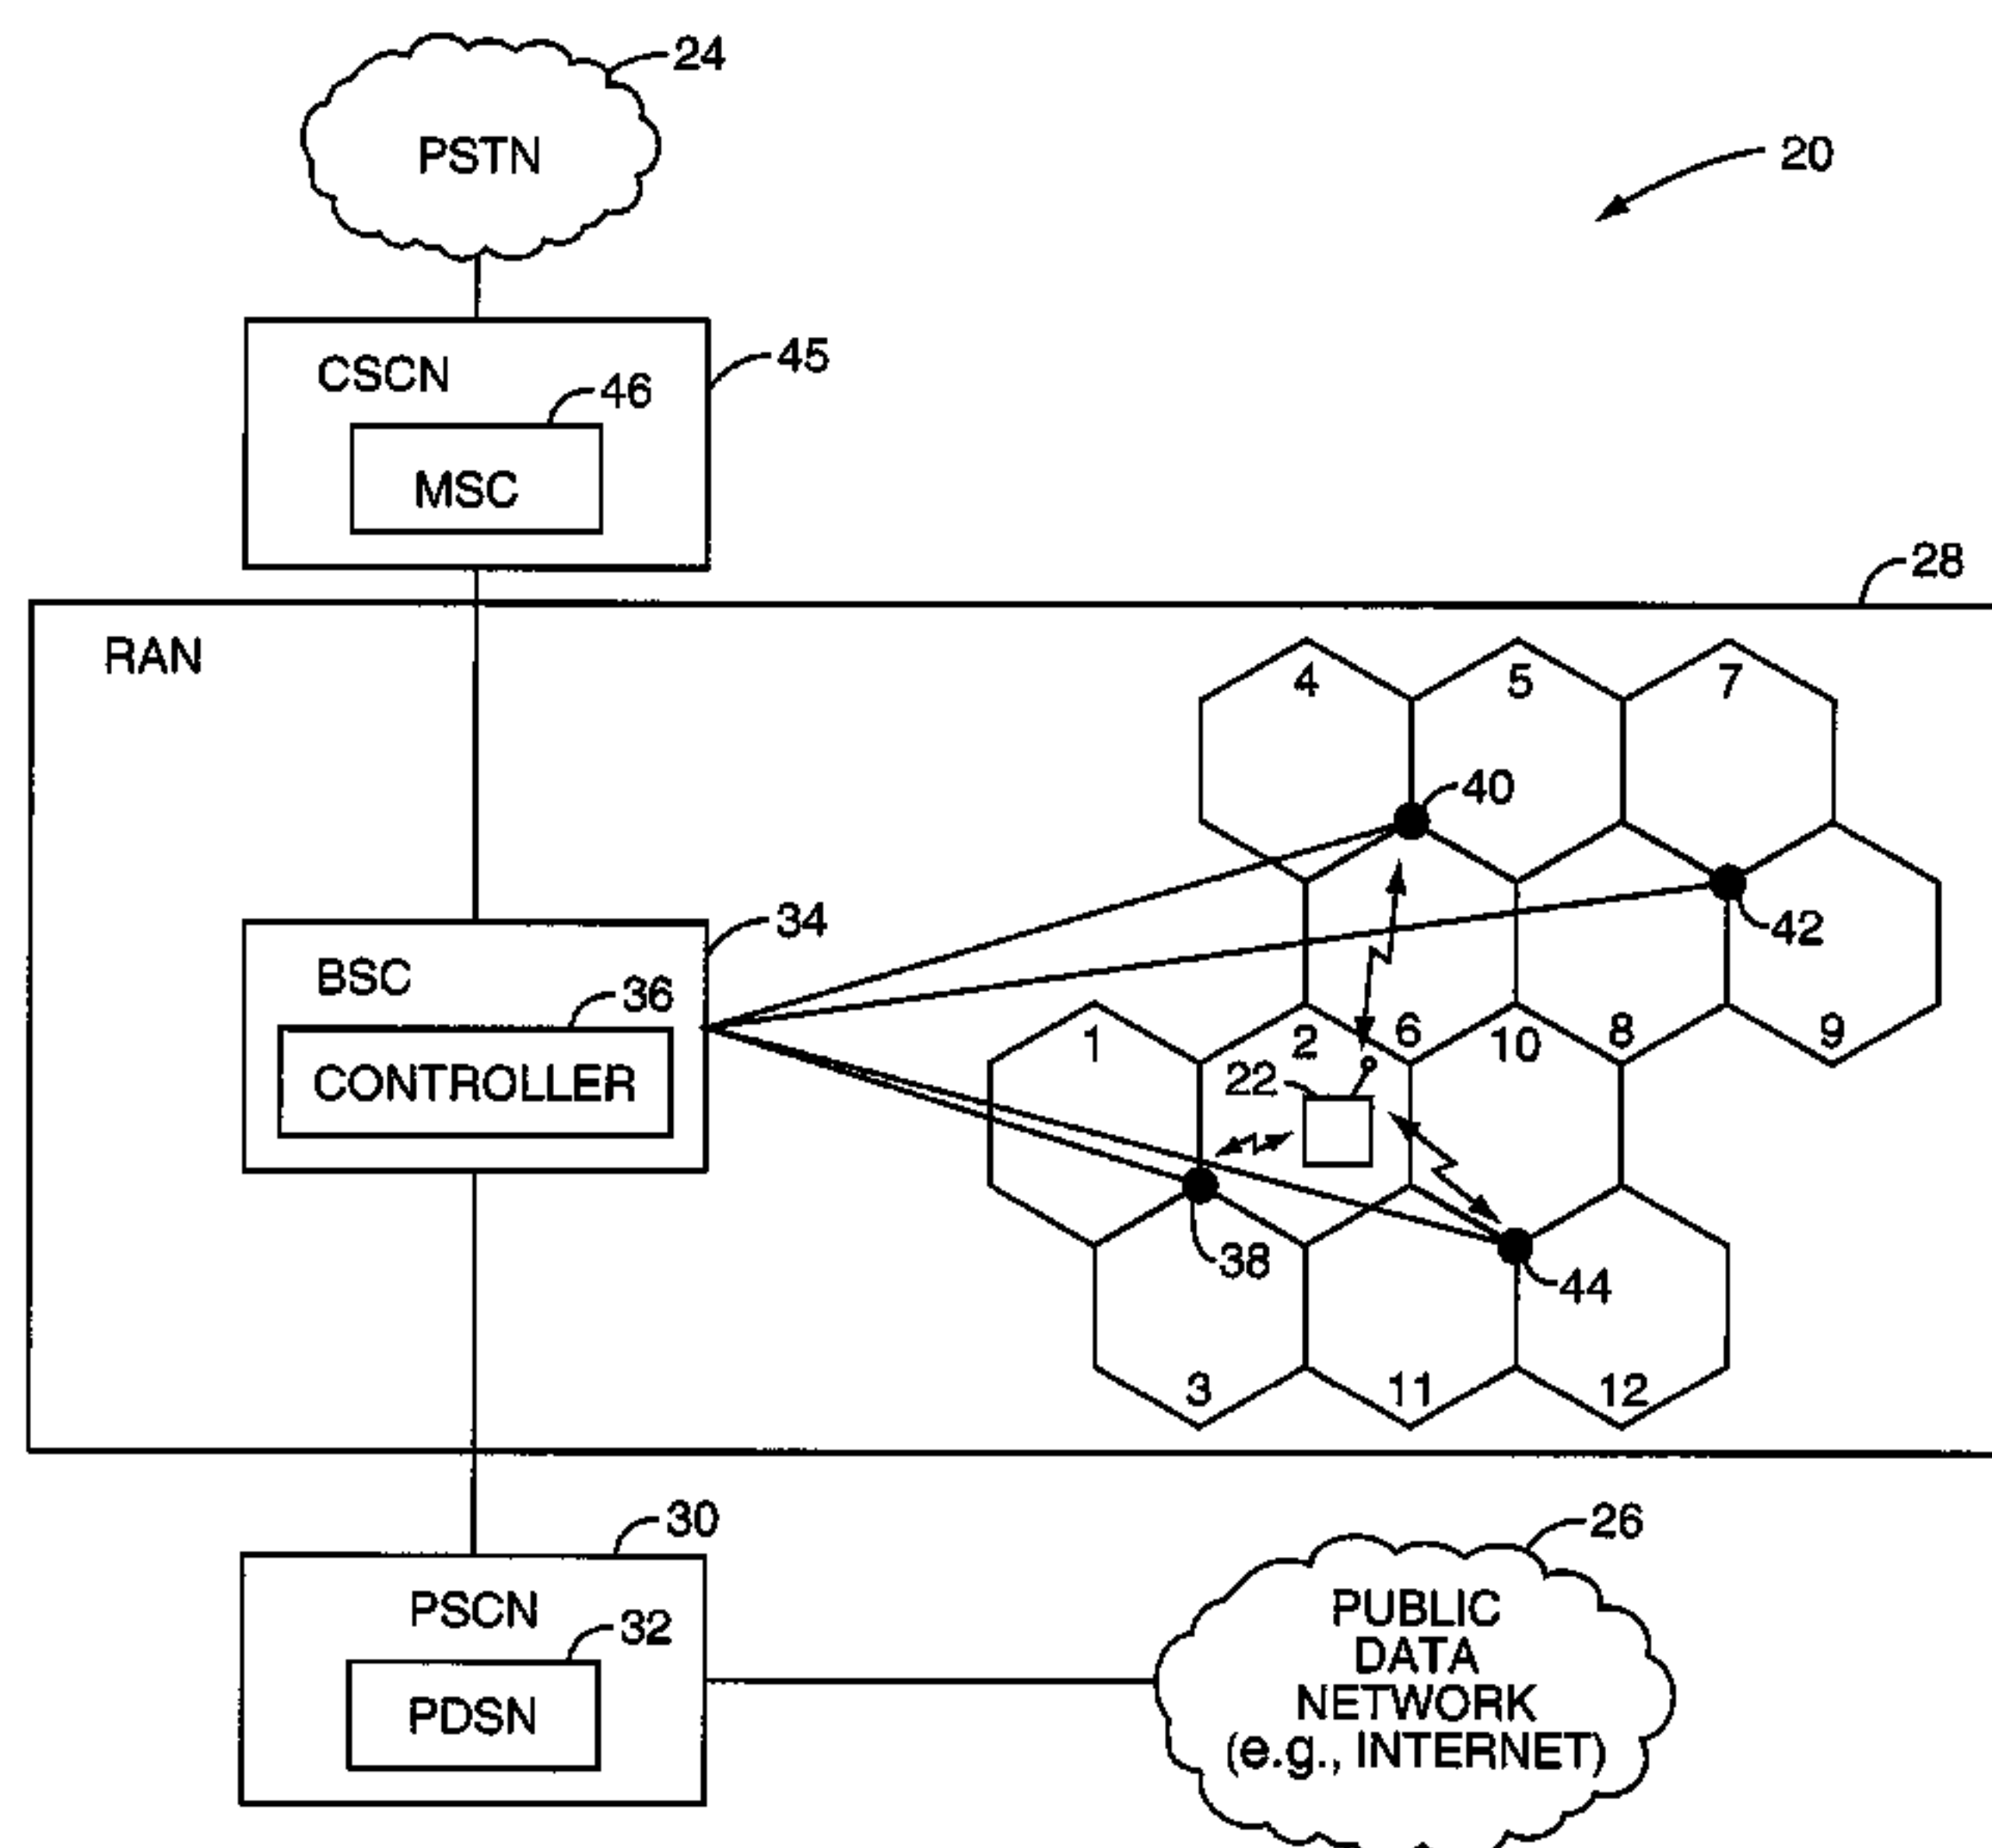 24
PSTN
20
CSCN
45
46
MSC
28
RAN
4 5 7
40
42
BSC
34
36
CONTROLLER
1 2 6 10 8 9
22
38
44
3 11 12
30
PSCN
32
PDSN
26
PUBLIC
DATA
NETWORK
(e.g., INTERNET)